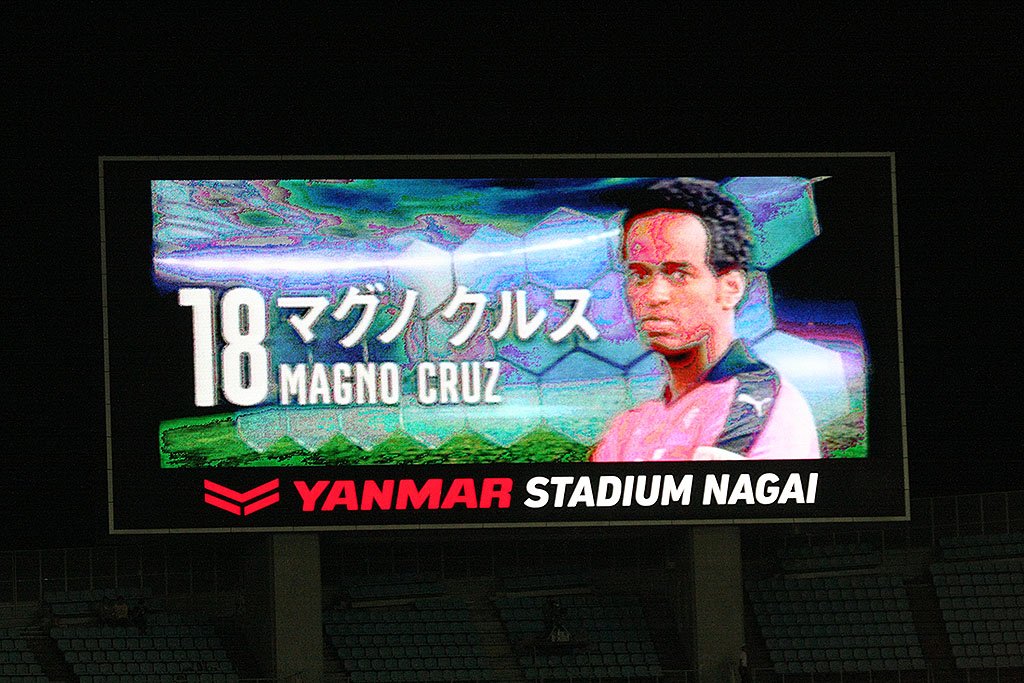 18 マグノ クルス
MAGNO CRUZ
YANMAR STADIUM NAGAI